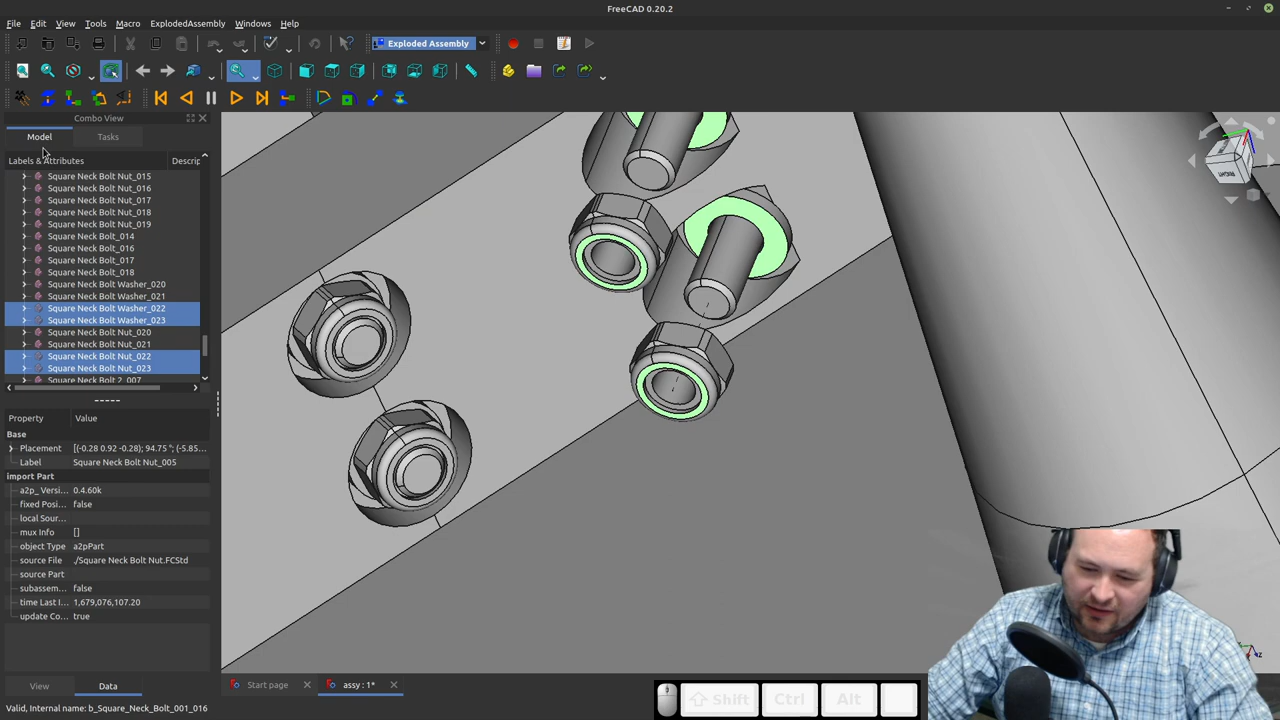 FreeCAD 0.20.2
File Edit View Tools Macro ExplodedAssembly Windows Help
Exploded Assembly
Combo View
Model Tasks
Labels & Attributes Descrip
Square Neck Bolt Nut_015
Square Neck Bolt Nut_016
Square Neck Bolt Nut_017
Square Neck Bolt Nut_018
Square Neck Bolt Nut_019
Square Neck Bolt_014
Square Neck Bolt_016
Square Neck Bolt_017
Square Neck Bolt_018
Square Neck Bolt Washer_020
Square Neck Bolt Washer_021
Square Neck Bolt Washer_022
Square Neck Bolt Washer_023
Square Neck Bolt Nut_020
Square Neck Bolt Nut_021
Square Neck Bolt Nut_022
Square Neck Bolt Nut_023
Square Neck Bolt 2_007
Property Value
Base
Placement [(-0.28 0.92 -0.28); 94.75 °; (-5.85...
Label Square Neck Bolt Nut_005
import Part
a2p_ Versi... 0.4.60k
fixed Posi... false
local Sour...
mux Info []
object Type a2pPart
source File ./Square Neck Bolt Nut.FCStd
source Part
subassem... false
time Last I... 1,679,076,107.20
update Co... true
View Data
Start page assy : 1*
Shift Ctrl Alt
Valid, Internal name: b_Square_Neck_Bolt_001_016